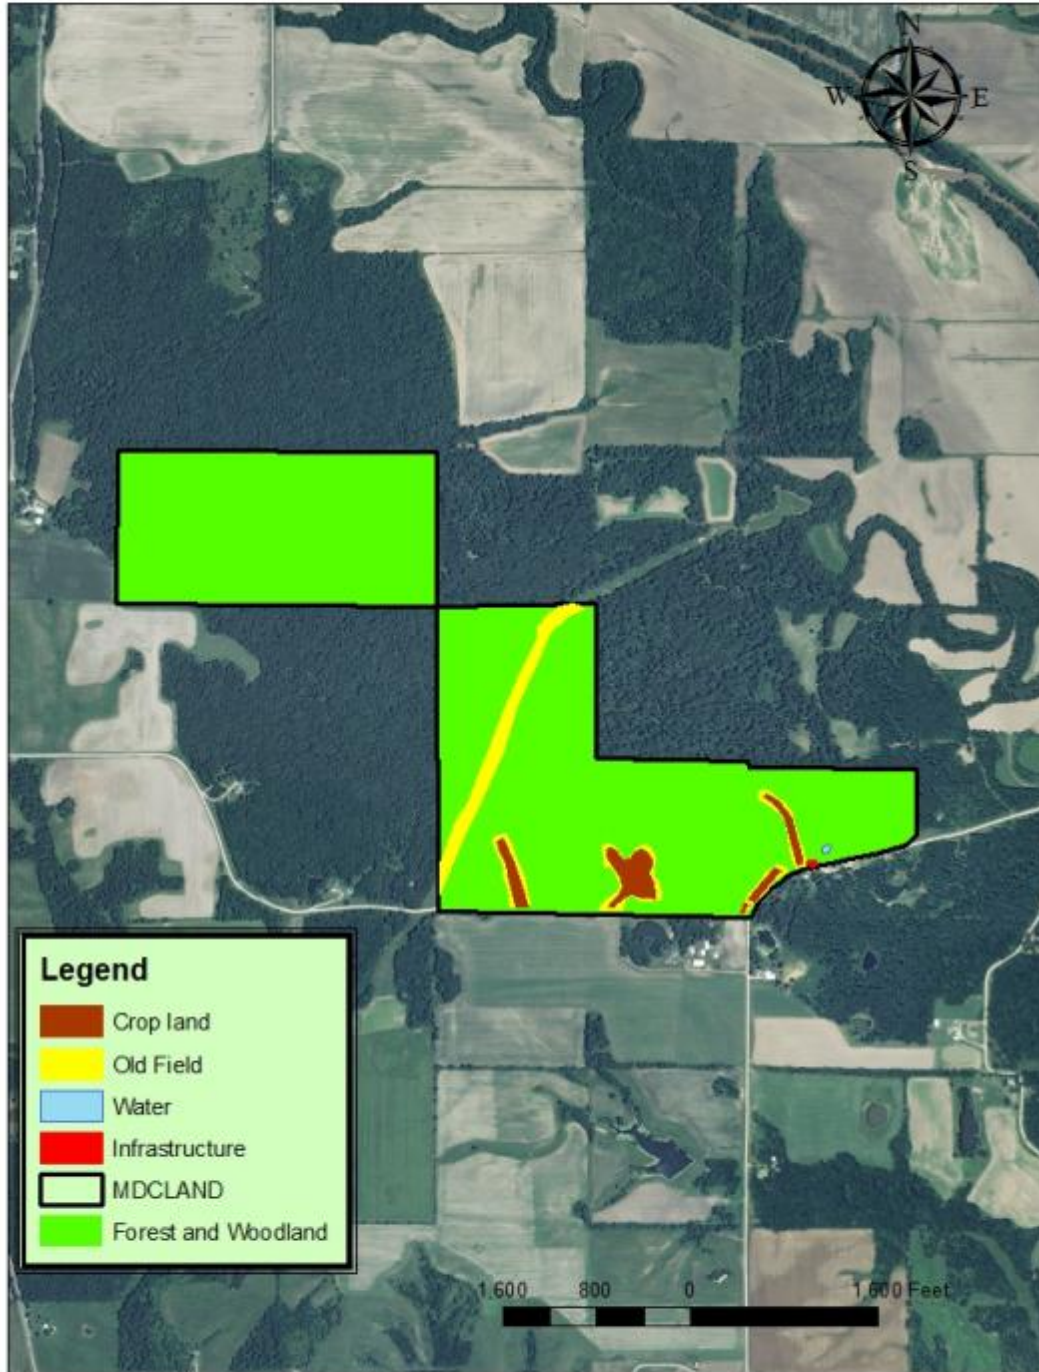 N
W E
S
Legend
Crop land
Old Field
Water
Infrastructure
MDCLAND
Forest and Woodland
1,600 800 0 1,600 Feet